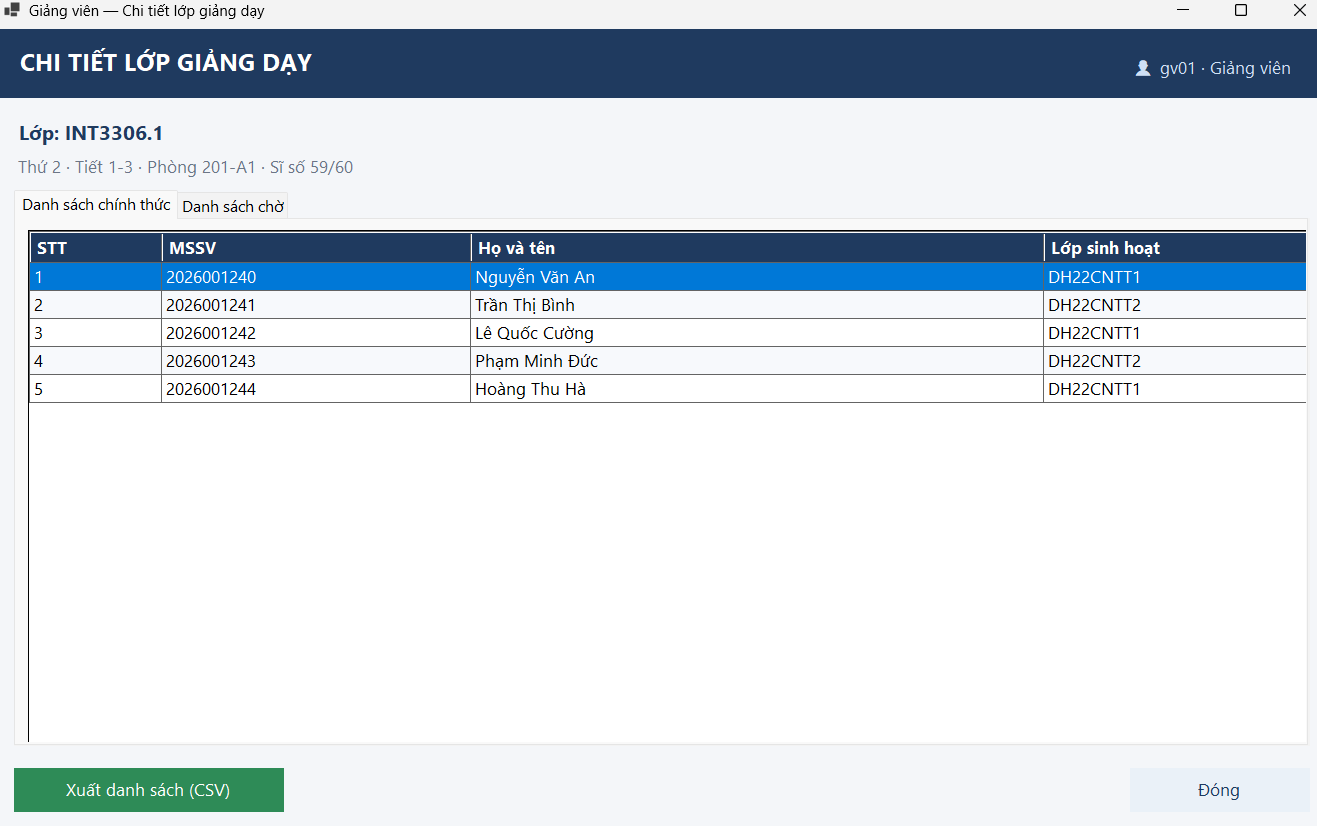 Giảng viên — Chi tiết lớp giảng dạy
CHI TIẾT LỚP GIẢNG DẠY
gv01 · Giảng viên
Lớp: INT3306.1
Thứ 2 · Tiết 1-3 · Phòng 201-A1 · Sĩ số 59/60
Danh sách chính thức Danh sách chờ
STT MSSV Họ và tên Lớp sinh hoạt
1 2026001240 Nguyễn Văn An DH22CNTT1
2 2026001241 Trần Thị Bình DH22CNTT2
3 2026001242 Lê Quốc Cường DH22CNTT1
4 2026001243 Phạm Minh Đức DH22CNTT2
5 2026001244 Hoàng Thu Hà DH22CNTT1
Xuất danh sách (CSV) Đóng